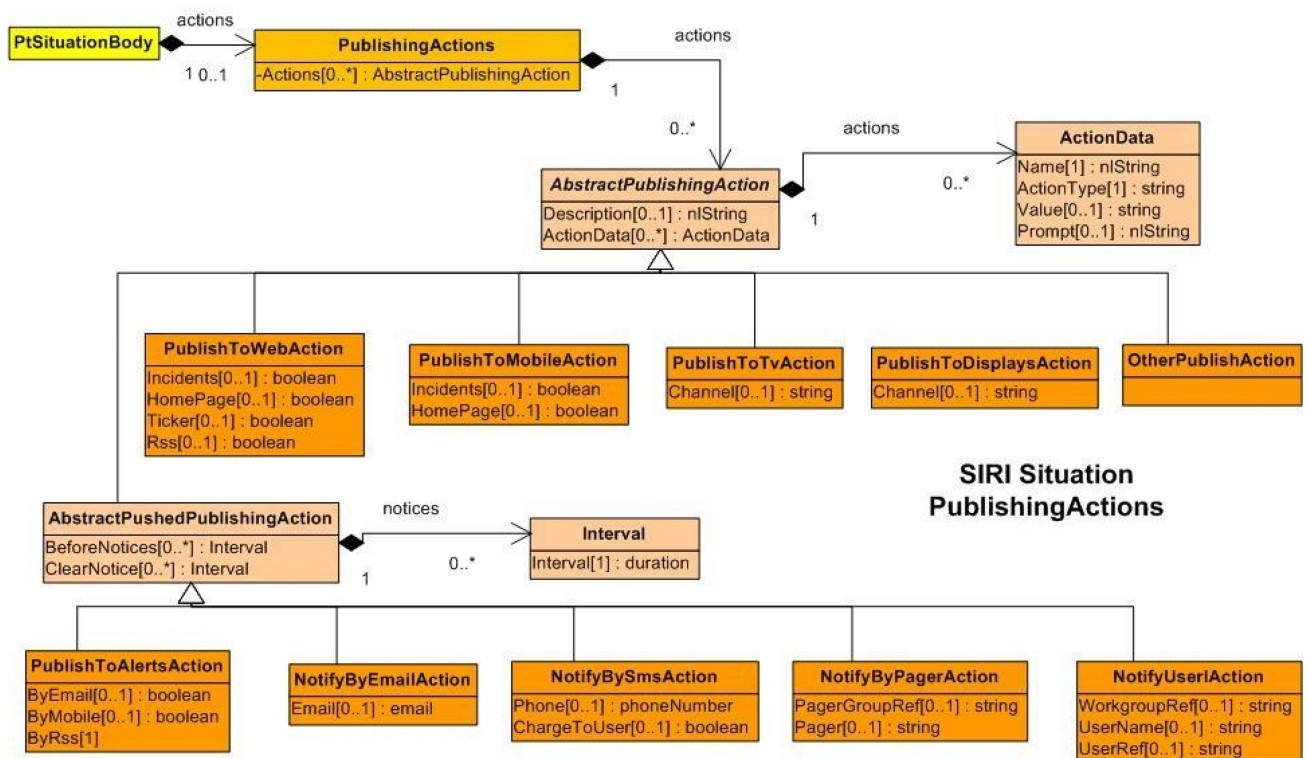 actions
PtSituationBody
1 0..1
PublishingActions
-Actions[0..*] : AbstractPublishingAction
actions
1
0..*
AbstractPublishingAction
Description[0..1] : nlString
ActionData[0..*] : ActionData
actions
1
0..*
ActionData
Name[1] : nlString
ActionType[1] : string
Value[0..1] : string
Prompt[0..1] : nlString
PublishToWebAction
Incidents[0..1] : boolean
HomePage[0..1] : boolean
Ticker[0..1] : boolean
Rss[0..1] : boolean
PublishToMobileAction
Incidents[0..1] : boolean
HomePage[0..1] : boolean
PublishToTvAction
Channel[0..1] : string
PublishToDisplaysAction
Channel[0..1] : string
OtherPublishAction
SIRI Situation
PublishingActions
AbstractPushedPublishingAction
BeforeNotices[0..*] : Interval
ClearNotice[0..*] : Interval
notices
1
0..*
Interval
Interval[1] : duration
PublishToAlertsAction
ByEmail[0..1] : boolean
ByMobile[0..1] : boolean
ByRss[1]
NotifyByEmailAction
Email[0..1] : email
NotifyBySmsAction
Phone[0..1] : phoneNumber
ChargeToUser[0..1] : boolean
NotifyByPagerAction
PagerGroupRef[0..1] : string
Pager[0..1] : string
NotifyUserlAction
WorkgroupRef[0..1] : string
UserName[0..1] : string
UserRef[0..1] : string